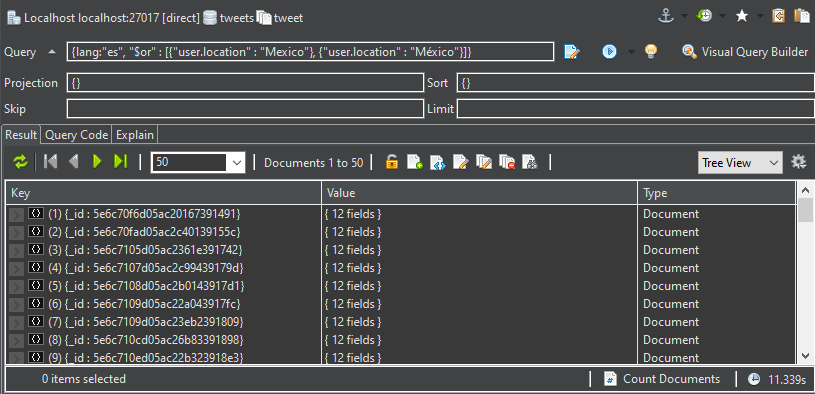 Localhost localhost:27017 [direct] tweets tweet
Query {lang:"es", "$or" : [{"user.location" : "Mexico"}, {"user.location" : "México"}]} Visual Query Builder
Projection {} Sort {}
Skip Limit
Result Query Code Explain
50 Documents 1 to 50 Tree View
Key Value Type
(1) {_id : 5e6c70f6d05ac20167391491} { 12 fields } Document
(2) {_id : 5e6c70fad05ac2c40139155c} { 12 fields } Document
(3) {_id : 5e6c7105d05ac2361e391742} { 12 fields } Document
(4) {_id : 5e6c7107d05ac2c99439179d} { 12 fields } Document
(5) {_id : 5e6c7108d05ac2b0143917d1} { 12 fields } Document
(6) {_id : 5e6c7109d05ac22a043917fc} { 12 fields } Document
(7) {_id : 5e6c7109d05ac23eb2391809} { 12 fields } Document
(8) {_id : 5e6c710cd05ac26b83391898} { 12 fields } Document
(9) {_id : 5e6c710ed05ac22b323918e3} { 12 fields } Document
0 items selected Count Documents 11.339s